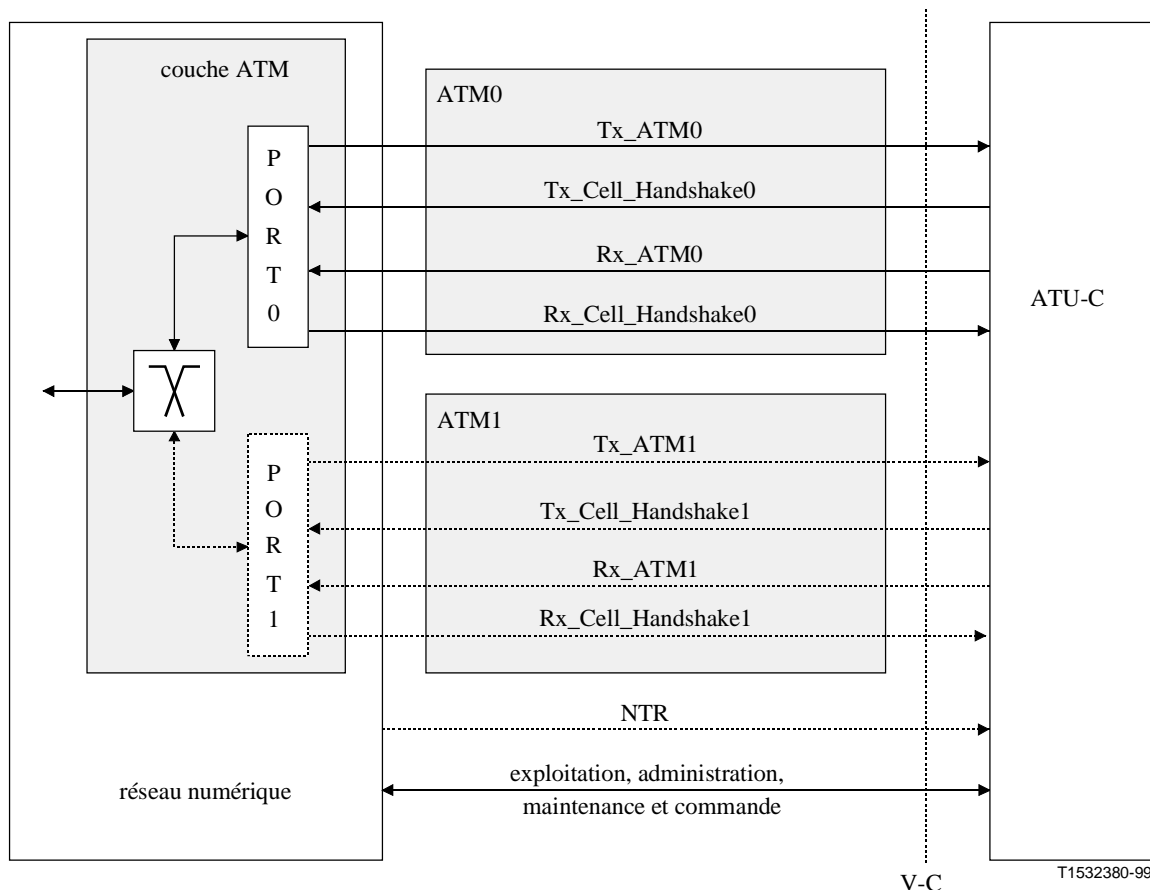 couche ATM
ATM0
Tx_ATM0
P
O
R
T
0
Tx_Cell_Handshake0
Rx_ATM0
Rx_Cell_Handshake0
ATU-C
ATM1
Tx_ATM1
P
O
R
T
1
Tx_Cell_Handshake1
Rx_ATM1
Rx_Cell_Handshake1
NTR
réseau numérique
exploitation, administration,
maintenance et commande
V-C
T1532380-99